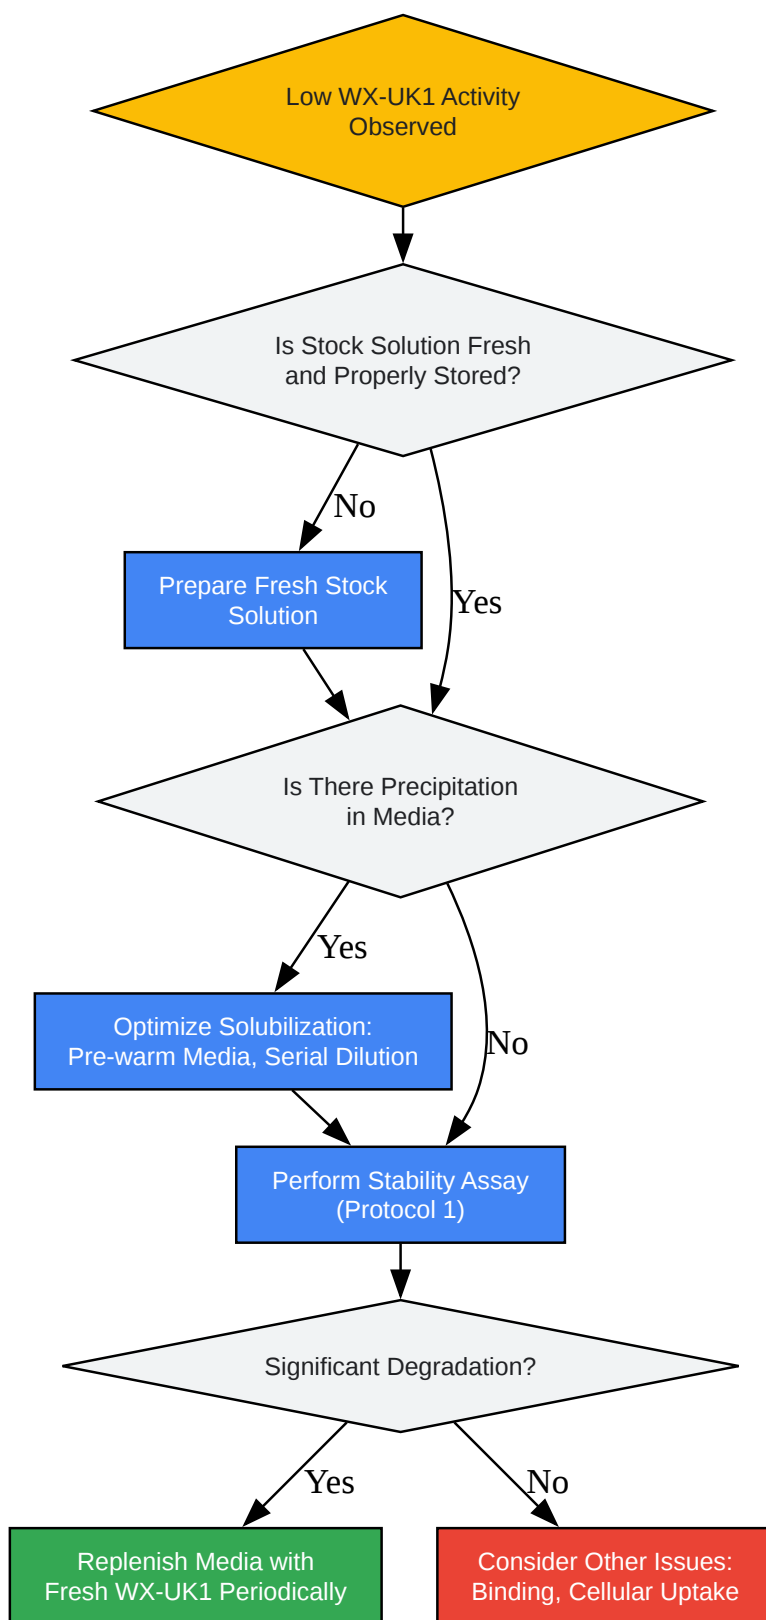 Low WX-UK1 Activity
Observed
Is Stock Solution Fresh
and Properly Stored?
No
Prepare Fresh Stock
Solution
Yes
Is There Precipitation
in Media?
Yes
Optimize Solubilization:
Pre-warm Media, Serial Dilution
No
Perform Stability Assay
(Protocol 1)
Significant Degradation?
Yes
No
Replenish Media with
Fresh WX-UK1 Periodically
Consider Other Issues:
Binding, Cellular Uptake